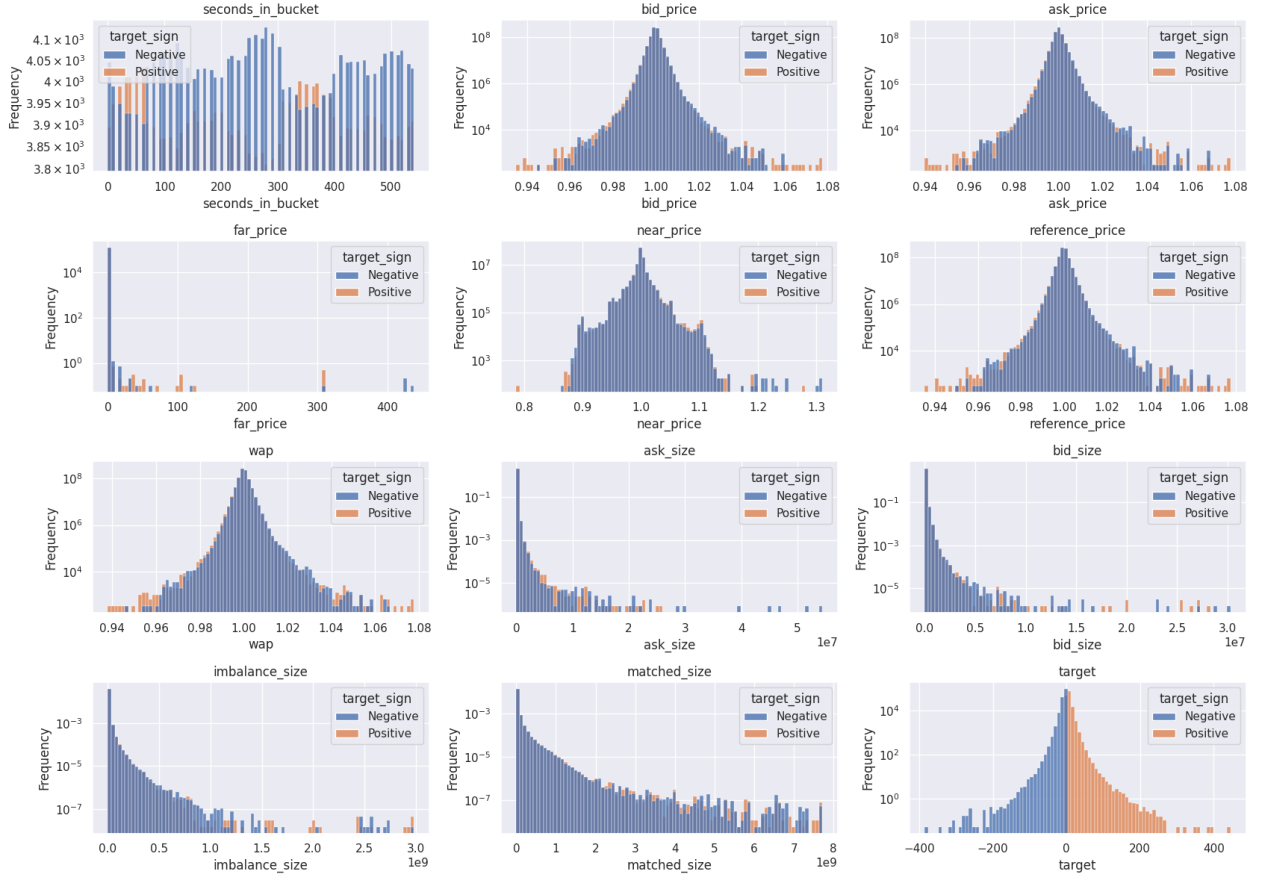 seconds_in_bucket
target_sign
Negative
Positive
4.1 × 10³
4.05 × 10³
4 × 10³
3.95 × 10³
3.9 × 10³
3.85 × 10³
3.8 × 10³
Frequency
0 100 200 300 400 500
seconds_in_bucket
bid_price
target_sign
Negative
Positive
10⁸
10⁶
10⁴
Frequency
0.94 0.96 0.98 1.00 1.02 1.04 1.06 1.08
bid_price
ask_price
target_sign
Negative
Positive
10⁸
10⁶
10⁴
Frequency
0.94 0.96 0.98 1.00 1.02 1.04 1.06 1.08
ask_price
far_price
target_sign
Negative
Positive
10⁴
10²
10⁰
Frequency
0 100 200 300 400
far_price
near_price
target_sign
Negative
Positive
10⁷
10⁵
10³
Frequency
0.8 0.9 1.0 1.1 1.2 1.3
near_price
reference_price
target_sign
Negative
Positive
10⁸
10⁶
10⁴
Frequency
0.94 0.96 0.98 1.00 1.02 1.04 1.06 1.08
reference_price
wap
target_sign
Negative
Positive
10⁸
10⁶
10⁴
Frequency
0.94 0.96 0.98 1.00 1.02 1.04 1.06 1.08
wap
ask_size
target_sign
Negative
Positive
10⁻¹
10⁻³
10⁻⁵
Frequency
0 1 2 3 4 5
1e7
ask_size
bid_size
target_sign
Negative
Positive
10⁻¹
10⁻³
10⁻⁵
Frequency
0.0 0.5 1.0 1.5 2.0 2.5 3.0
1e7
bid_size
imbalance_size
target_sign
Negative
Positive
10⁻³
10⁻⁵
10⁻⁷
Frequency
0.0 0.5 1.0 1.5 2.0 2.5 3.0
1e9
imbalance_size
matched_size
target_sign
Negative
Positive
10⁻³
10⁻⁵
10⁻⁷
Frequency
0 1 2 3 4 5 6 7 8
1e9
matched_size
target
target_sign
Negative
Positive
10⁴
10²
10⁰
Frequency
−400 −200 0 200 400
target